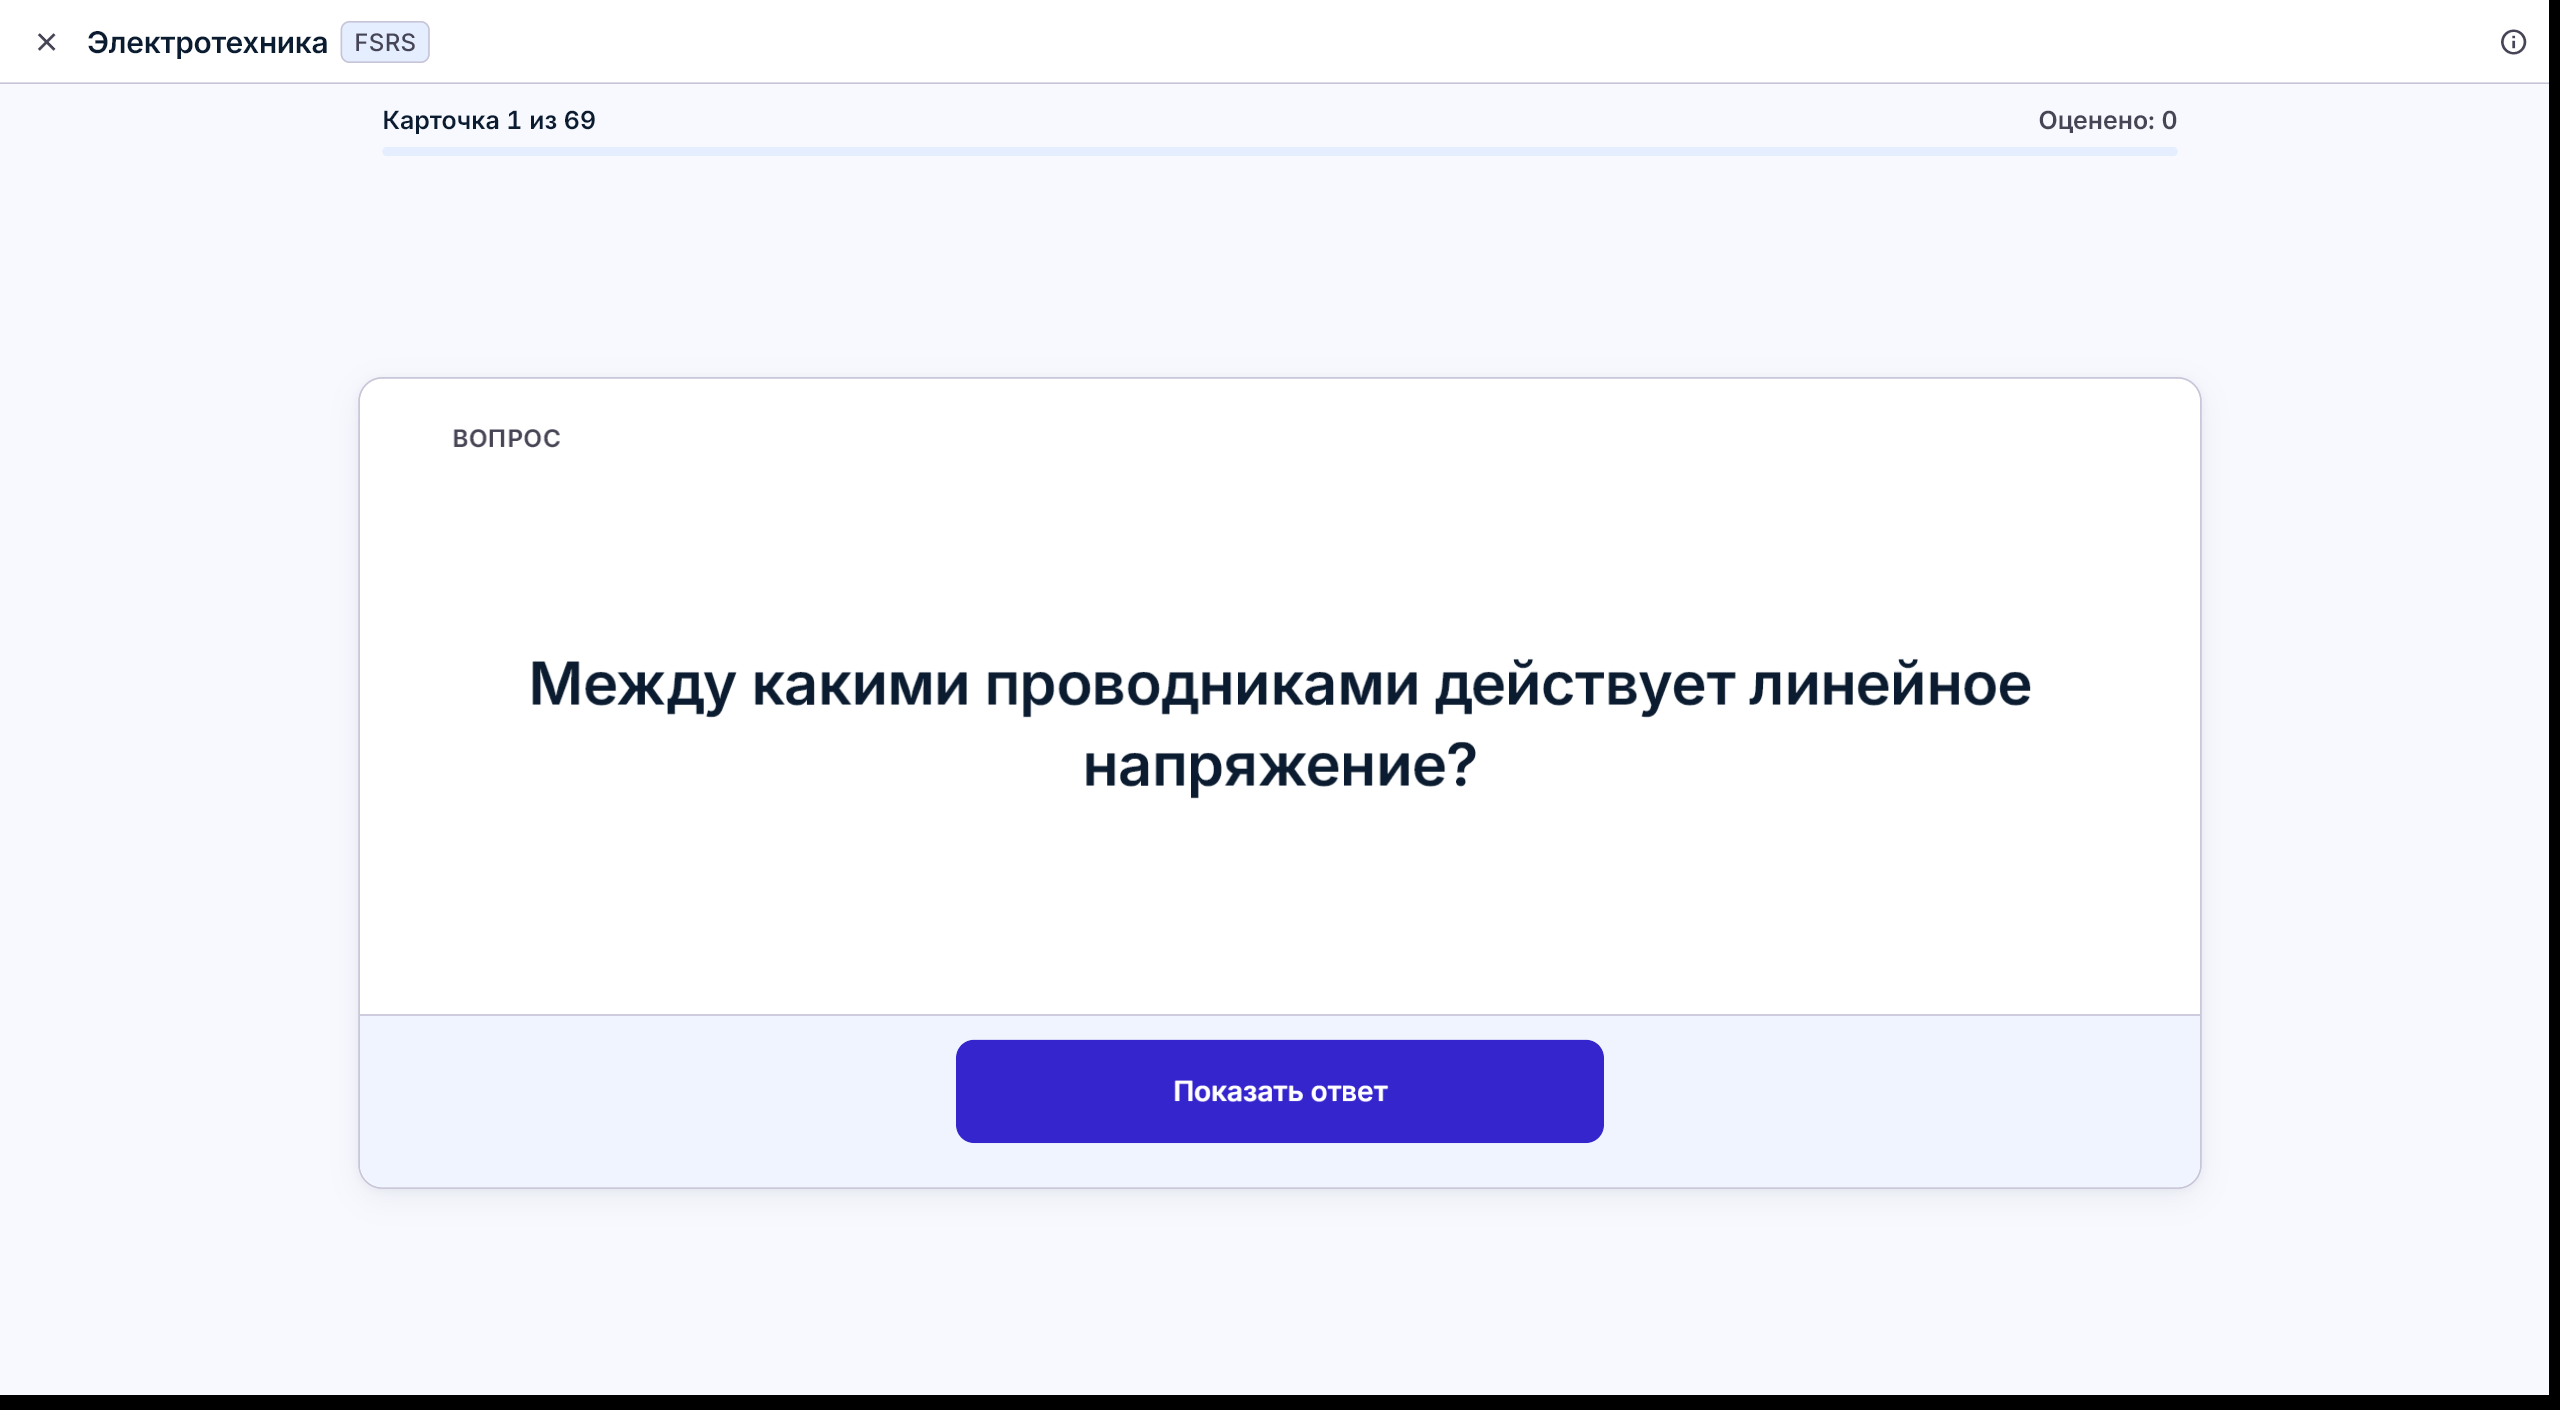 Электротехника FSRS
Карточка 1 из 69
Оценено: 0
ВОПРОС
Между какими проводниками действует линейное
напряжение?
Показать ответ